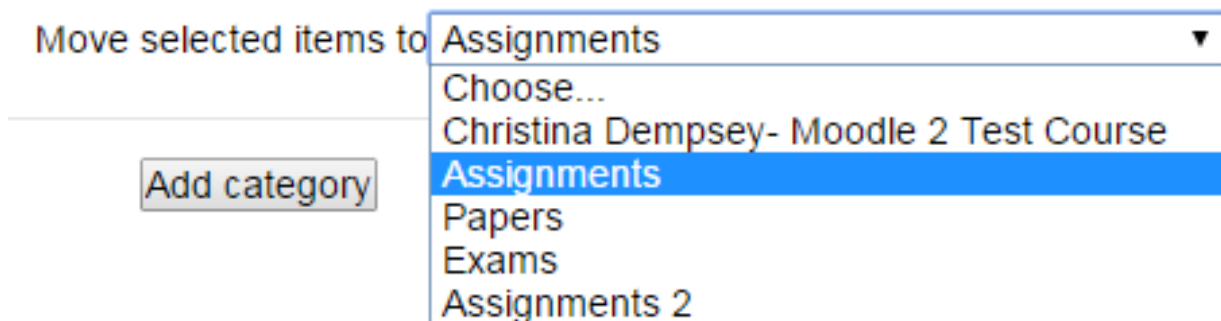 Move selected items to Assignments
Choose...
Christina Dempsey- Moodle 2 Test Course
Assignments
Add category
Papers
Exams
Assignments 2